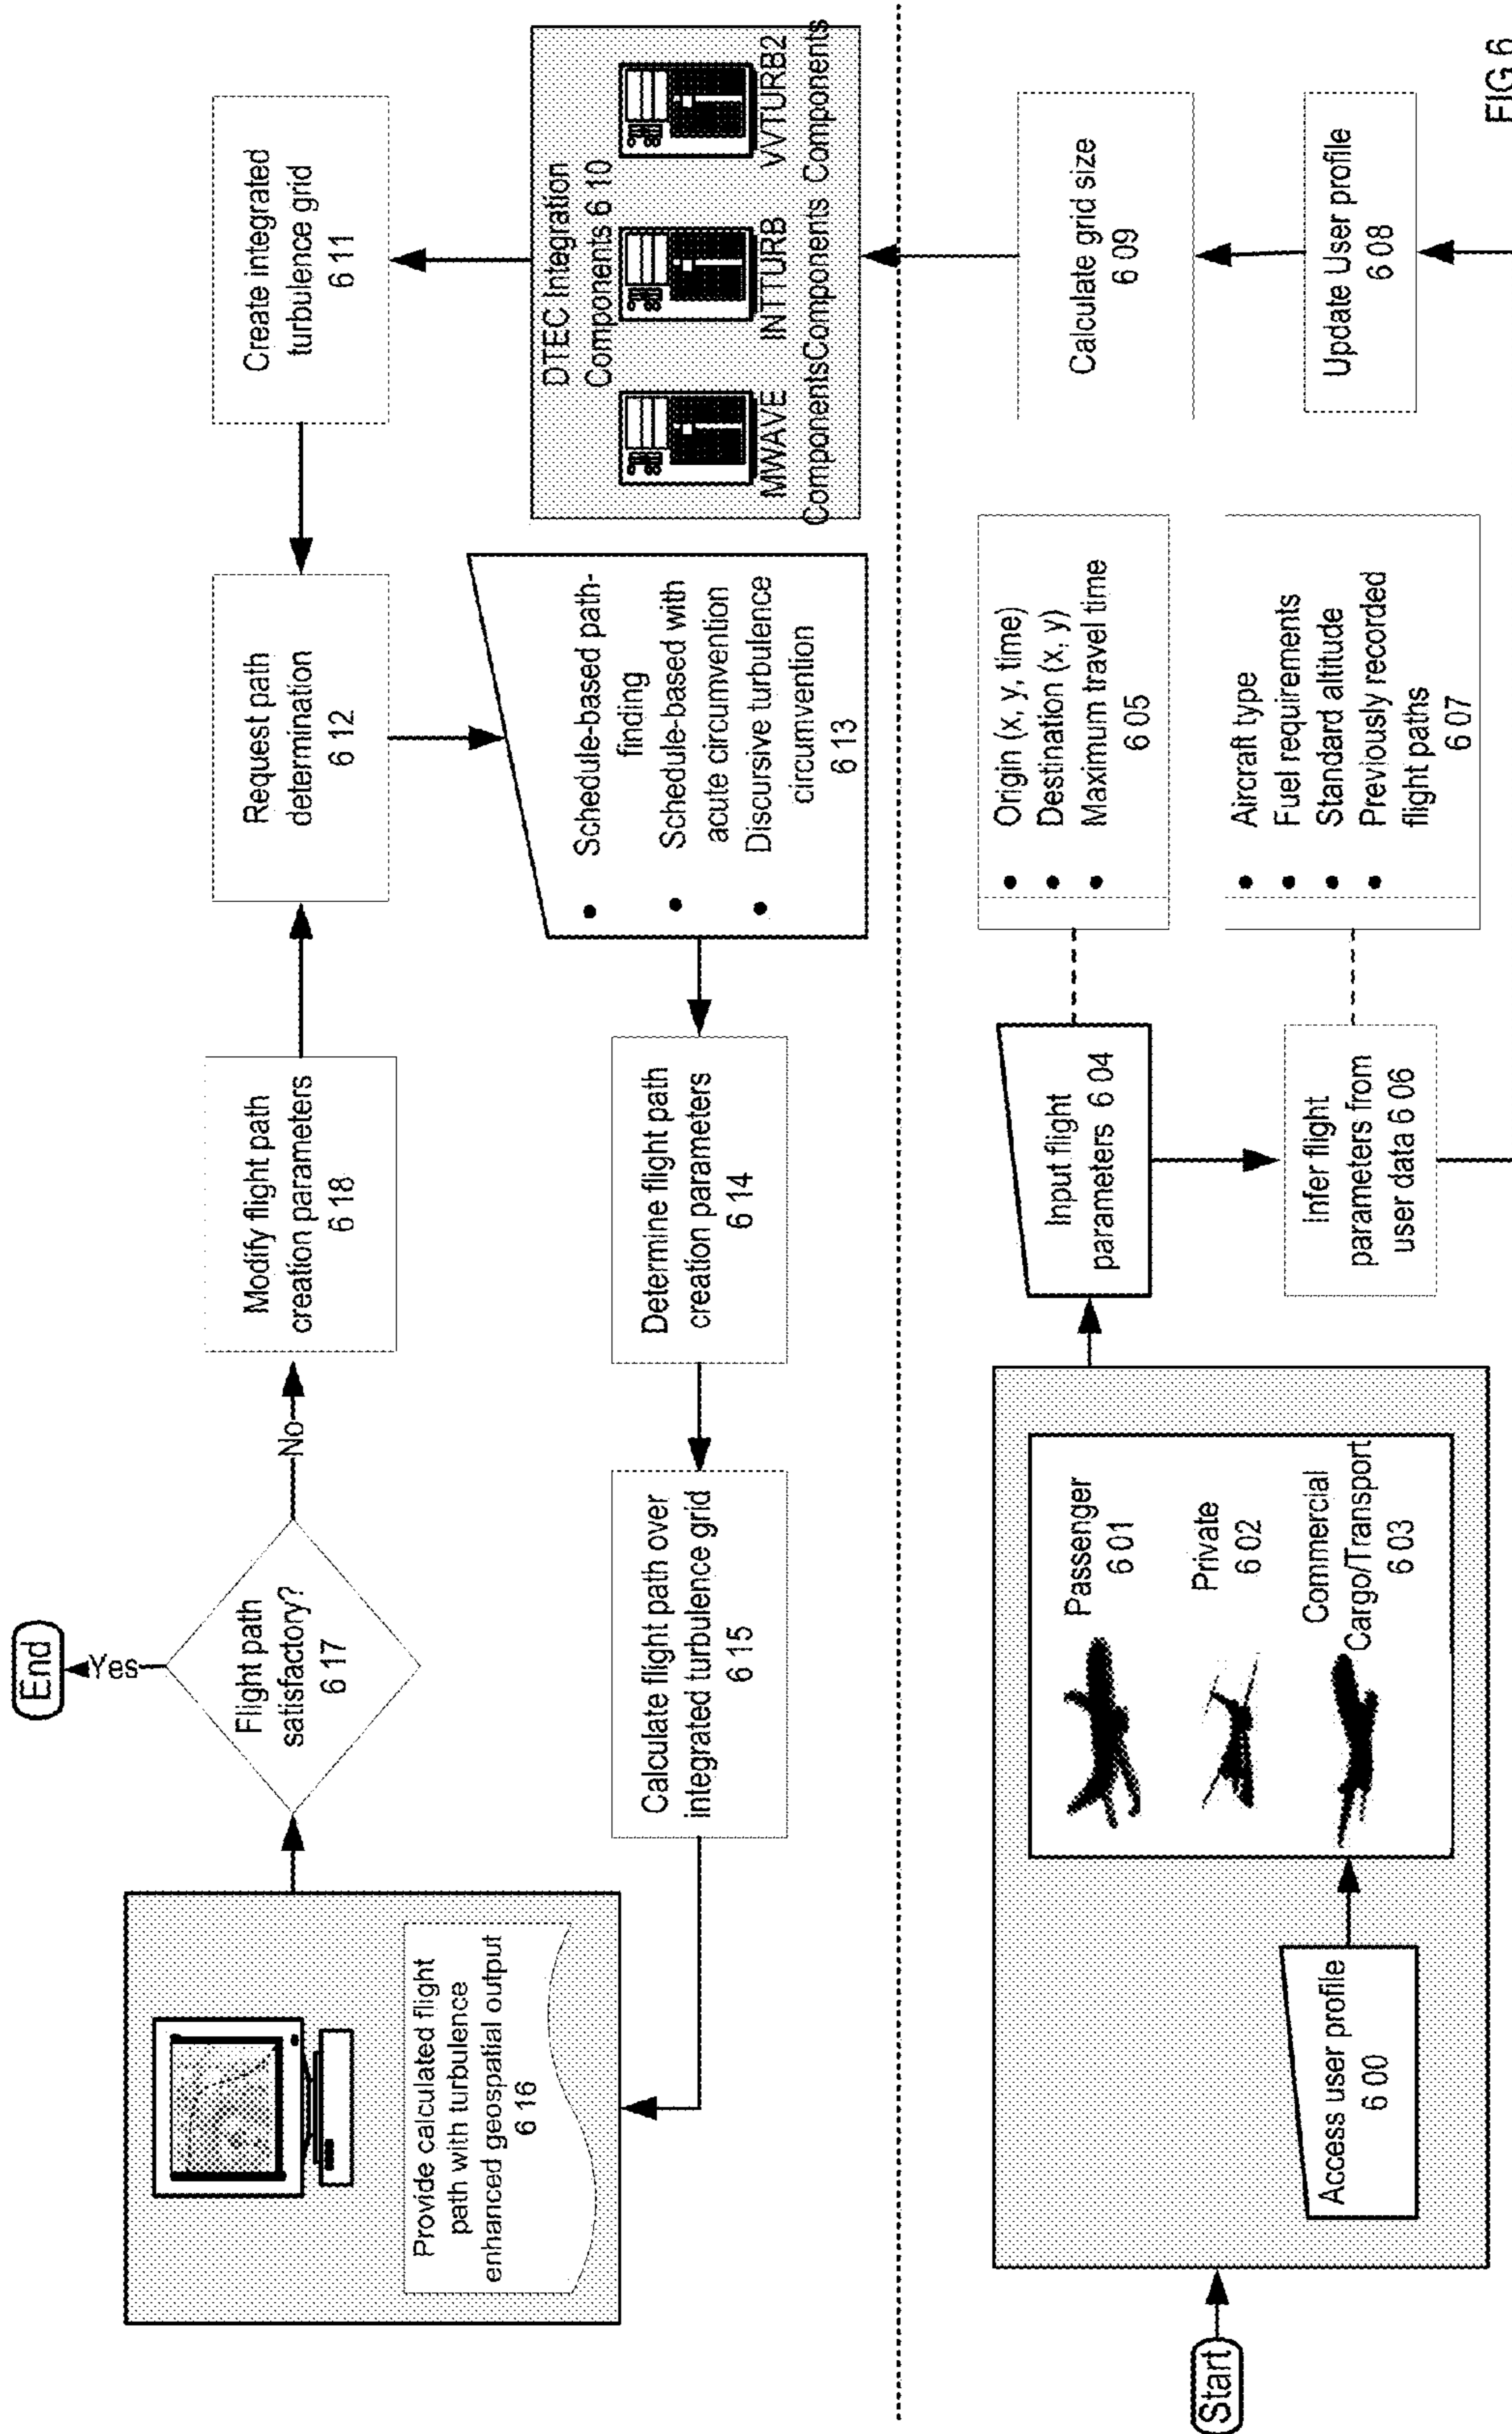 End
Yes
Flight path
satisfactory?
6 17
No
Modify flight path
creation parameters
6 18
Request path
determination
6 12
Create integrated
turbulence grid
6 11
Provide calculated flight
path with turbulence
enhanced geospatial output
6 16
Calculate flight path over
integrated turbulence grid
6 15
Determine flight path
creation parameters
6 14
• Schedule-based path-
finding
• Schedule-based with
acute circumvention
• Discursive turbulence
circumvention
6 13
DTEC Integration
Components 6 10
MWAVE
Components
INTTURB
Components
VVTURB2
Components
Start
Access user profile
6 00
Passenger
6 01
Private
6 02
Commercial
Cargo/Transport
6 03
Input flight
parameters 6 04
• Origin (x, y, time)
• Destination (x, y)
• Maximum travel time
6 05
Infer flight
parameters from
user data 6 06
• Aircraft type
• Fuel requirements
• Standard altitude
• Previously recorded
flight paths
6 07
Calculate grid size
6 09
Update User profile
6 08
FIG 6